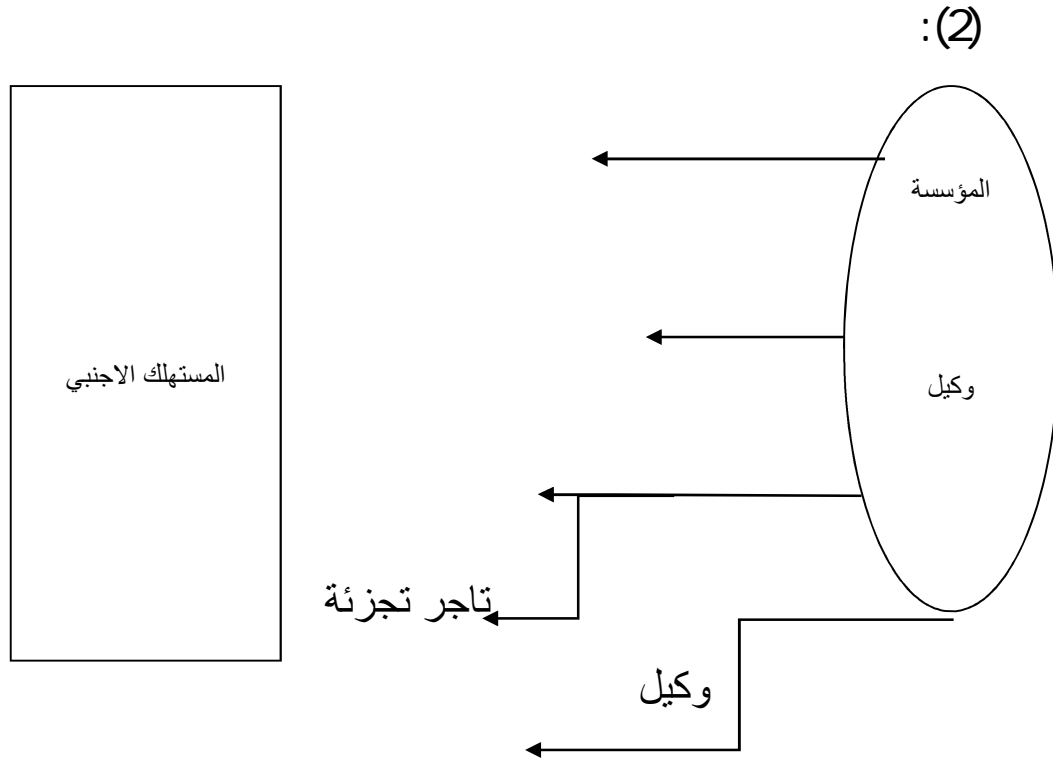 (2):
المؤسسة
المستهلك الاجنبي
وكيل
تاجر تجزئة
وكيل